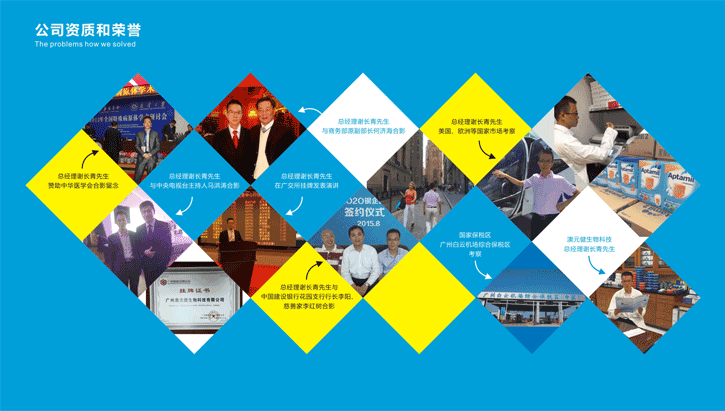 公司资质和荣誉
The problems how we solved
总经理谢长青先生
与商务部原副部长何济海合影
总经理谢长青先生
美国、欧洲等国家市场考察
总经理谢长青先生
赞助中华医学会合影留念
总经理谢长青先生
与中央电视台主持人马洪涛合影
总经理谢长青先生
在广交所挂牌发表演讲
Aptamil
Aptamil
签约仪式
2015.8
国家保税区
广州白云机场综合保税区
考察
澳元健生物科技
总经理谢长青先生
挂牌证书
总经理谢长青先生与
中国建设银行花园支行行长李阳、
慈善家李红树合影